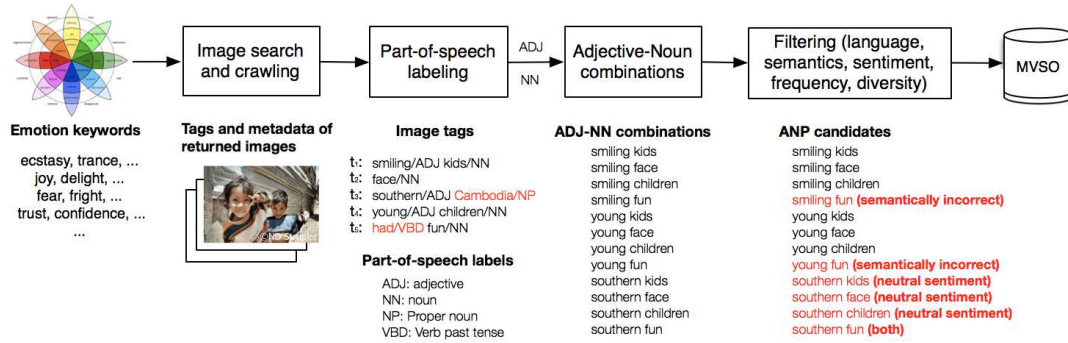 Image search
and crawling
Part-of-speech
labeling
ADJ
NN
Adjective-Noun
combinations
Filtering (language,
semantics, sentiment,
frequency, diversity)
MVSO
Emotion keywords
ecstasy, trance, ...
joy, delight, ...
fear, fright, ...
trust, confidence, ...
...
Tags and metadata of
returned images
Image tags
t₁: smiling/ADJ kids/NN
t₂: face/NN
t₃: southern/ADJ Cambodia/NP
t₄: young/ADJ children/NN
t₅: had/VBD fun/NN
Part-of-speech labels
ADJ: adjective
NN: noun
NP: Proper noun
VBD: Verb past tense
ADJ-NN combinations
smiling kids
smiling face
smiling children
smiling fun
young kids
young face
young children
young fun
southern kids
southern face
southern children
southern fun
ANP candidates
smiling kids
smiling face
smiling children
smiling fun (semantically incorrect)
young kids
young face
young children
young fun (semantically incorrect)
southern kids (neutral sentiment)
southern face (neutral sentiment)
southern children (neutral sentiment)
southern fun (both)